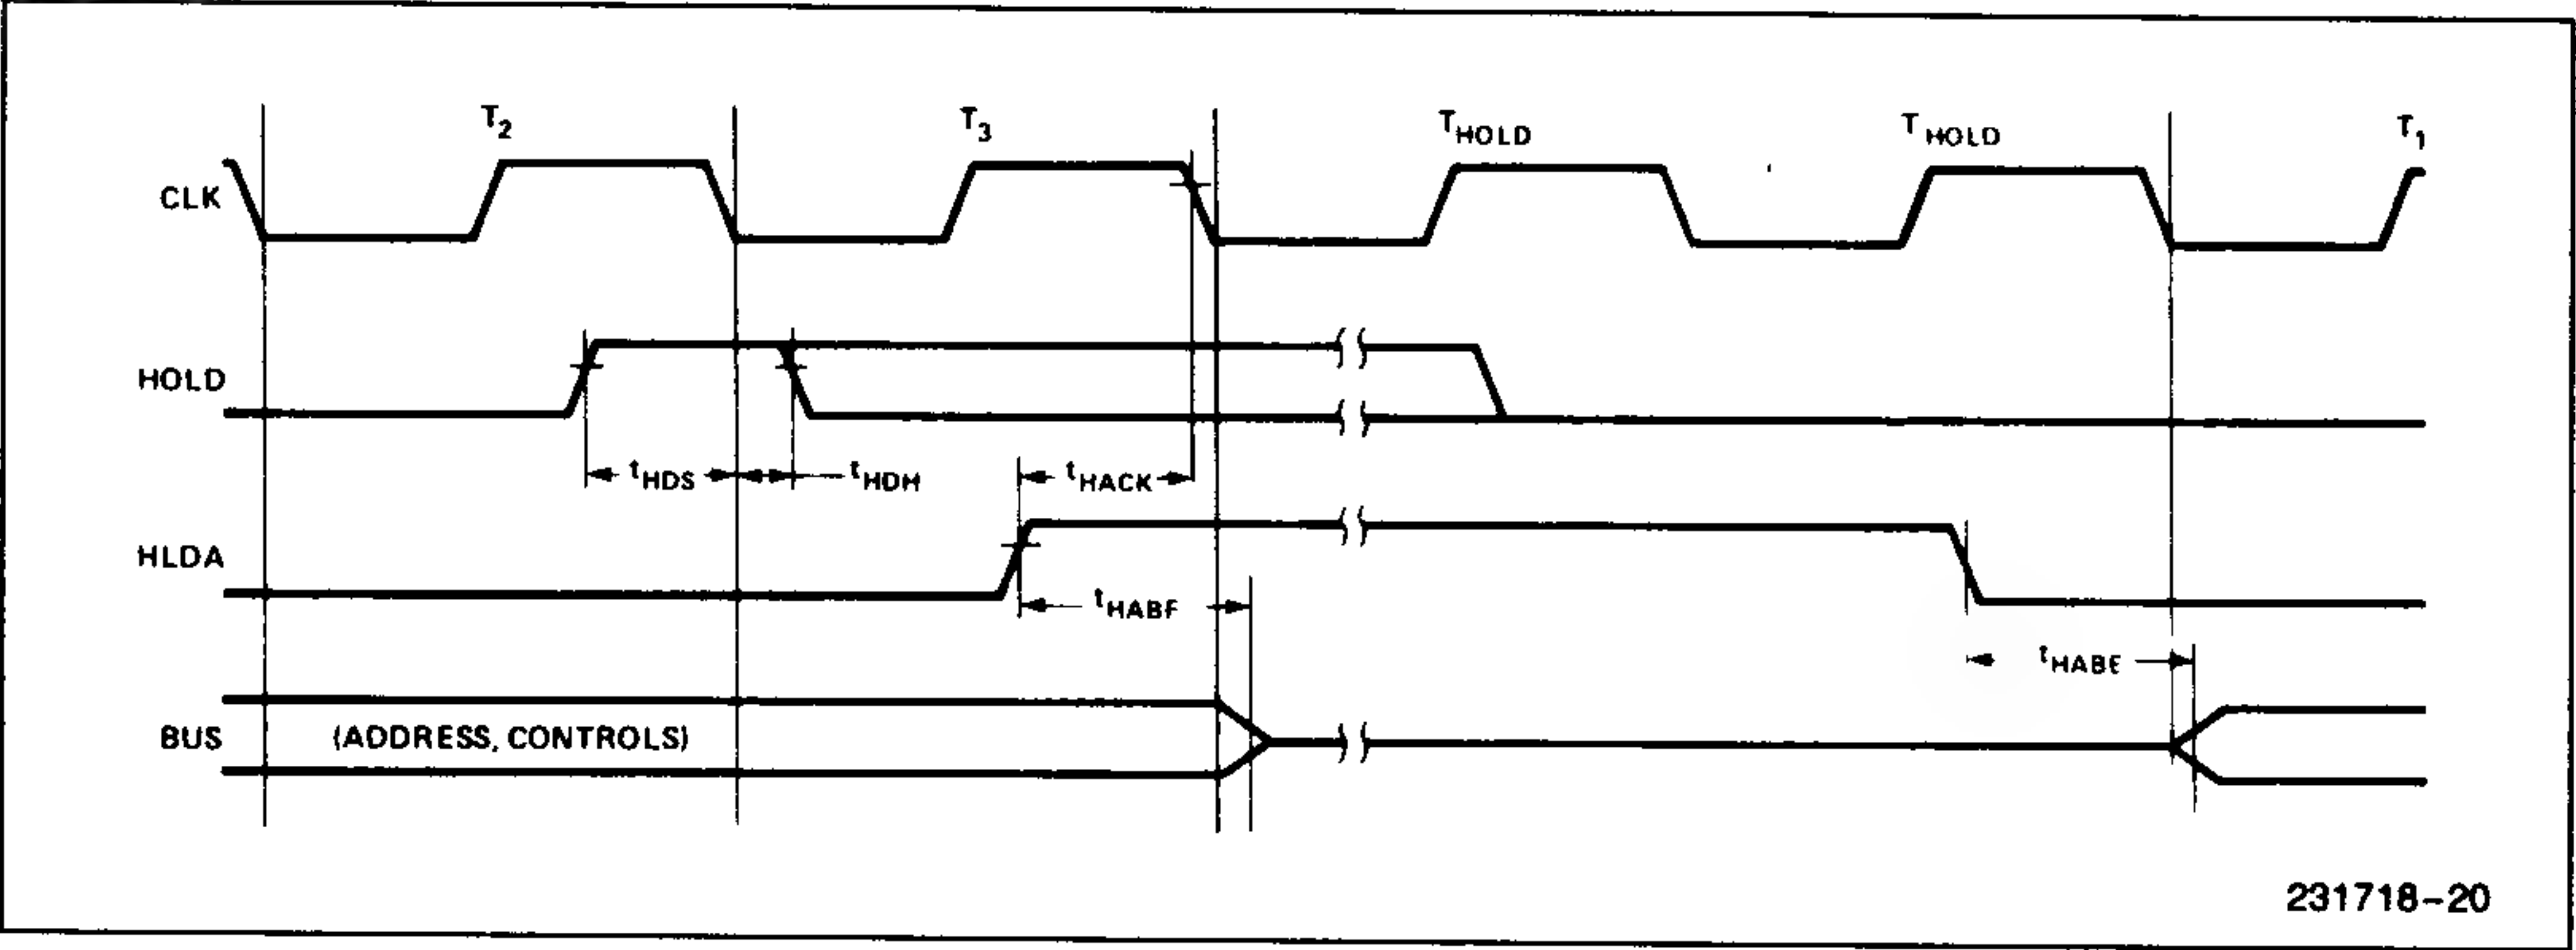 T2 T3 THOLD THOLD T1
CLK
HOLD
tHDS tHDH tHACK
HLDA
tHABF
tHABE
BUS (ADDRESS, CONTROLS)
231718-20